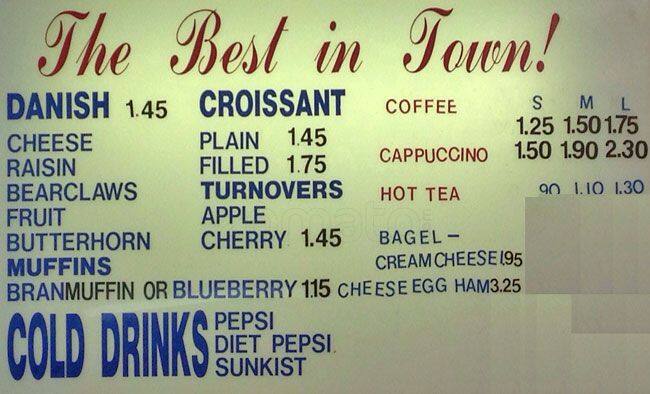 The Best in Town!
DANISH 1.45
CHEESE
RAISIN
BEARCLAWS
FRUIT
BUTTERHORN
MUFFINS
BRANMUFFIN OR BLUEBERRY 1.15
CROISSANT
PLAIN 1.45
FILLED 1.75
TURNOVERS
APPLE
CHERRY 1.45
S M L
COFFEE 1.25 1.50 1.75
CAPPUCCINO 1.50 1.90 2.30
HOT TEA 90 1.10 1.30
BAGEL –
CREAM CHEESE 1.95
CHEESE EGG HAM 3.25
COLD DRINKS
PEPSI
DIET PEPSI
SUNKIST